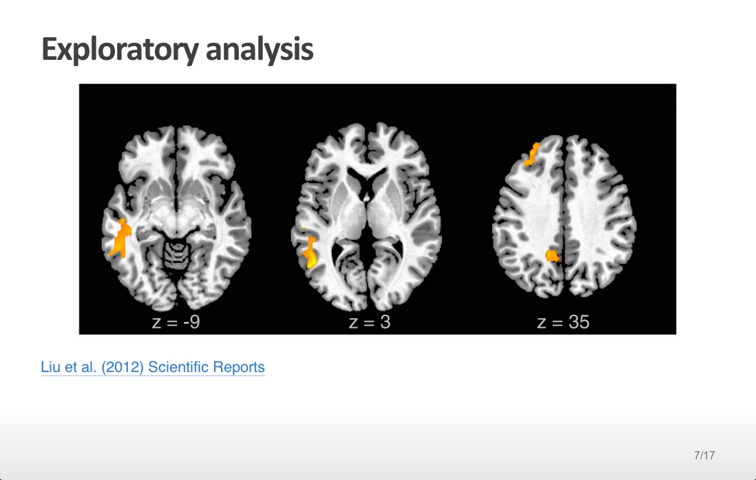 Exploratory analysis
z = -9
z = 3
z = 35
Liu et al. (2012) Scientific Reports
7/17